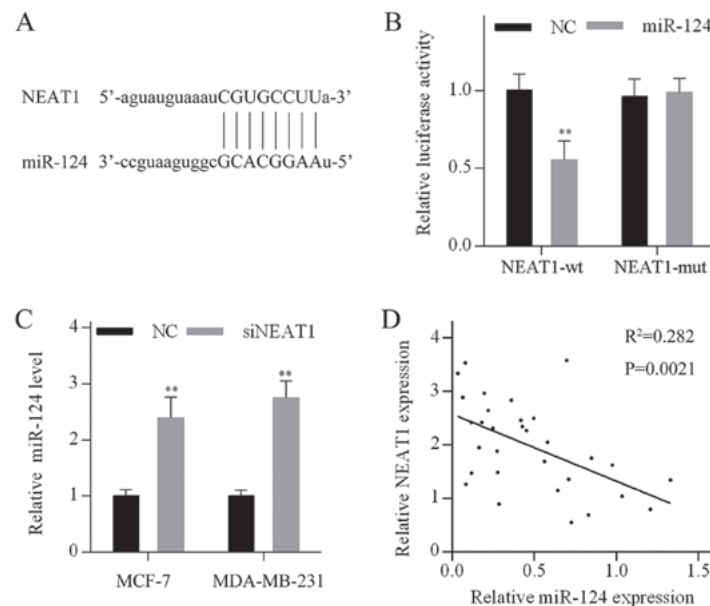 A
NEAT1 5'-aguauguaaauCGUGCCUUa-3'
miR-124 3'-ccguaaguggcGCACGGAAu-5'
B
NC miR-124
Relative luciferase activity
1.0
0.5
0.0
**
NEAT1-wt NEAT1-mut
C
NC siNEAT1
Relative miR-124 level
4
3
2
1
0
** **
MCF-7 MDA-MB-231
D
R²=0.282
P=0.0021
Relative NEAT1 expression
4
3
2
1
0
0.0 0.5 1.0 1.5
Relative miR-124 expression